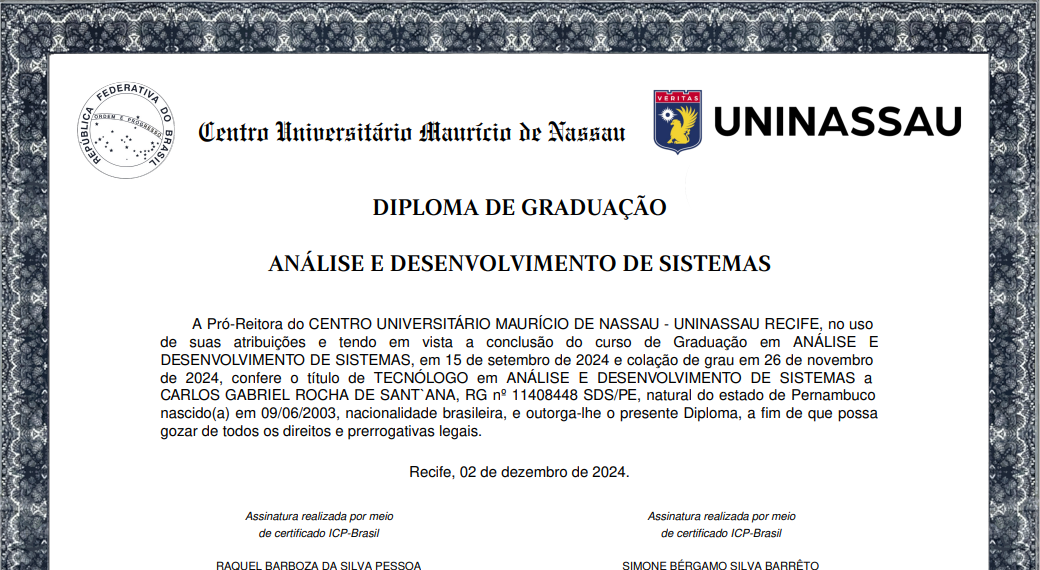 REPÚBLICA FEDERATIVA DO BRASIL
ORDEM E PROGRESSO
Centro Universitário Maurício de Nassau
VERITAS
UNINASSAU
DIPLOMA DE GRADUAÇÃO
ANÁLISE E DESENVOLVIMENTO DE SISTEMAS
A Pró-Reitora do CENTRO UNIVERSITÁRIO MAURÍCIO DE NASSAU - UNINASSAU RECIFE, no uso
de suas atribuições e tendo em vista a conclusão do curso de Graduação em ANÁLISE E
DESENVOLVIMENTO DE SISTEMAS, em 15 de setembro de 2024 e colação de grau em 26 de novembro
de 2024, confere o título de TECNÓLOGO em ANÁLISE E DESENVOLVIMENTO DE SISTEMAS a
CARLOS GABRIEL ROCHA DE SANT`ANA, RG nº 11408448 SDS/PE, natural do estado de Pernambuco
nascido(a) em 09/06/2003, nacionalidade brasileira, e outorga-lhe o presente Diploma, a fim de que possa
gozar de todos os direitos e prerrogativas legais.
Recife, 02 de dezembro de 2024.
Assinatura realizada por meio
de certificado ICP-Brasil
RAQUEL BARBOZA DA SILVA PESSOA
Assinatura realizada por meio
de certificado ICP-Brasil
SIMONE BÉRGAMO SILVA BARRÊTO